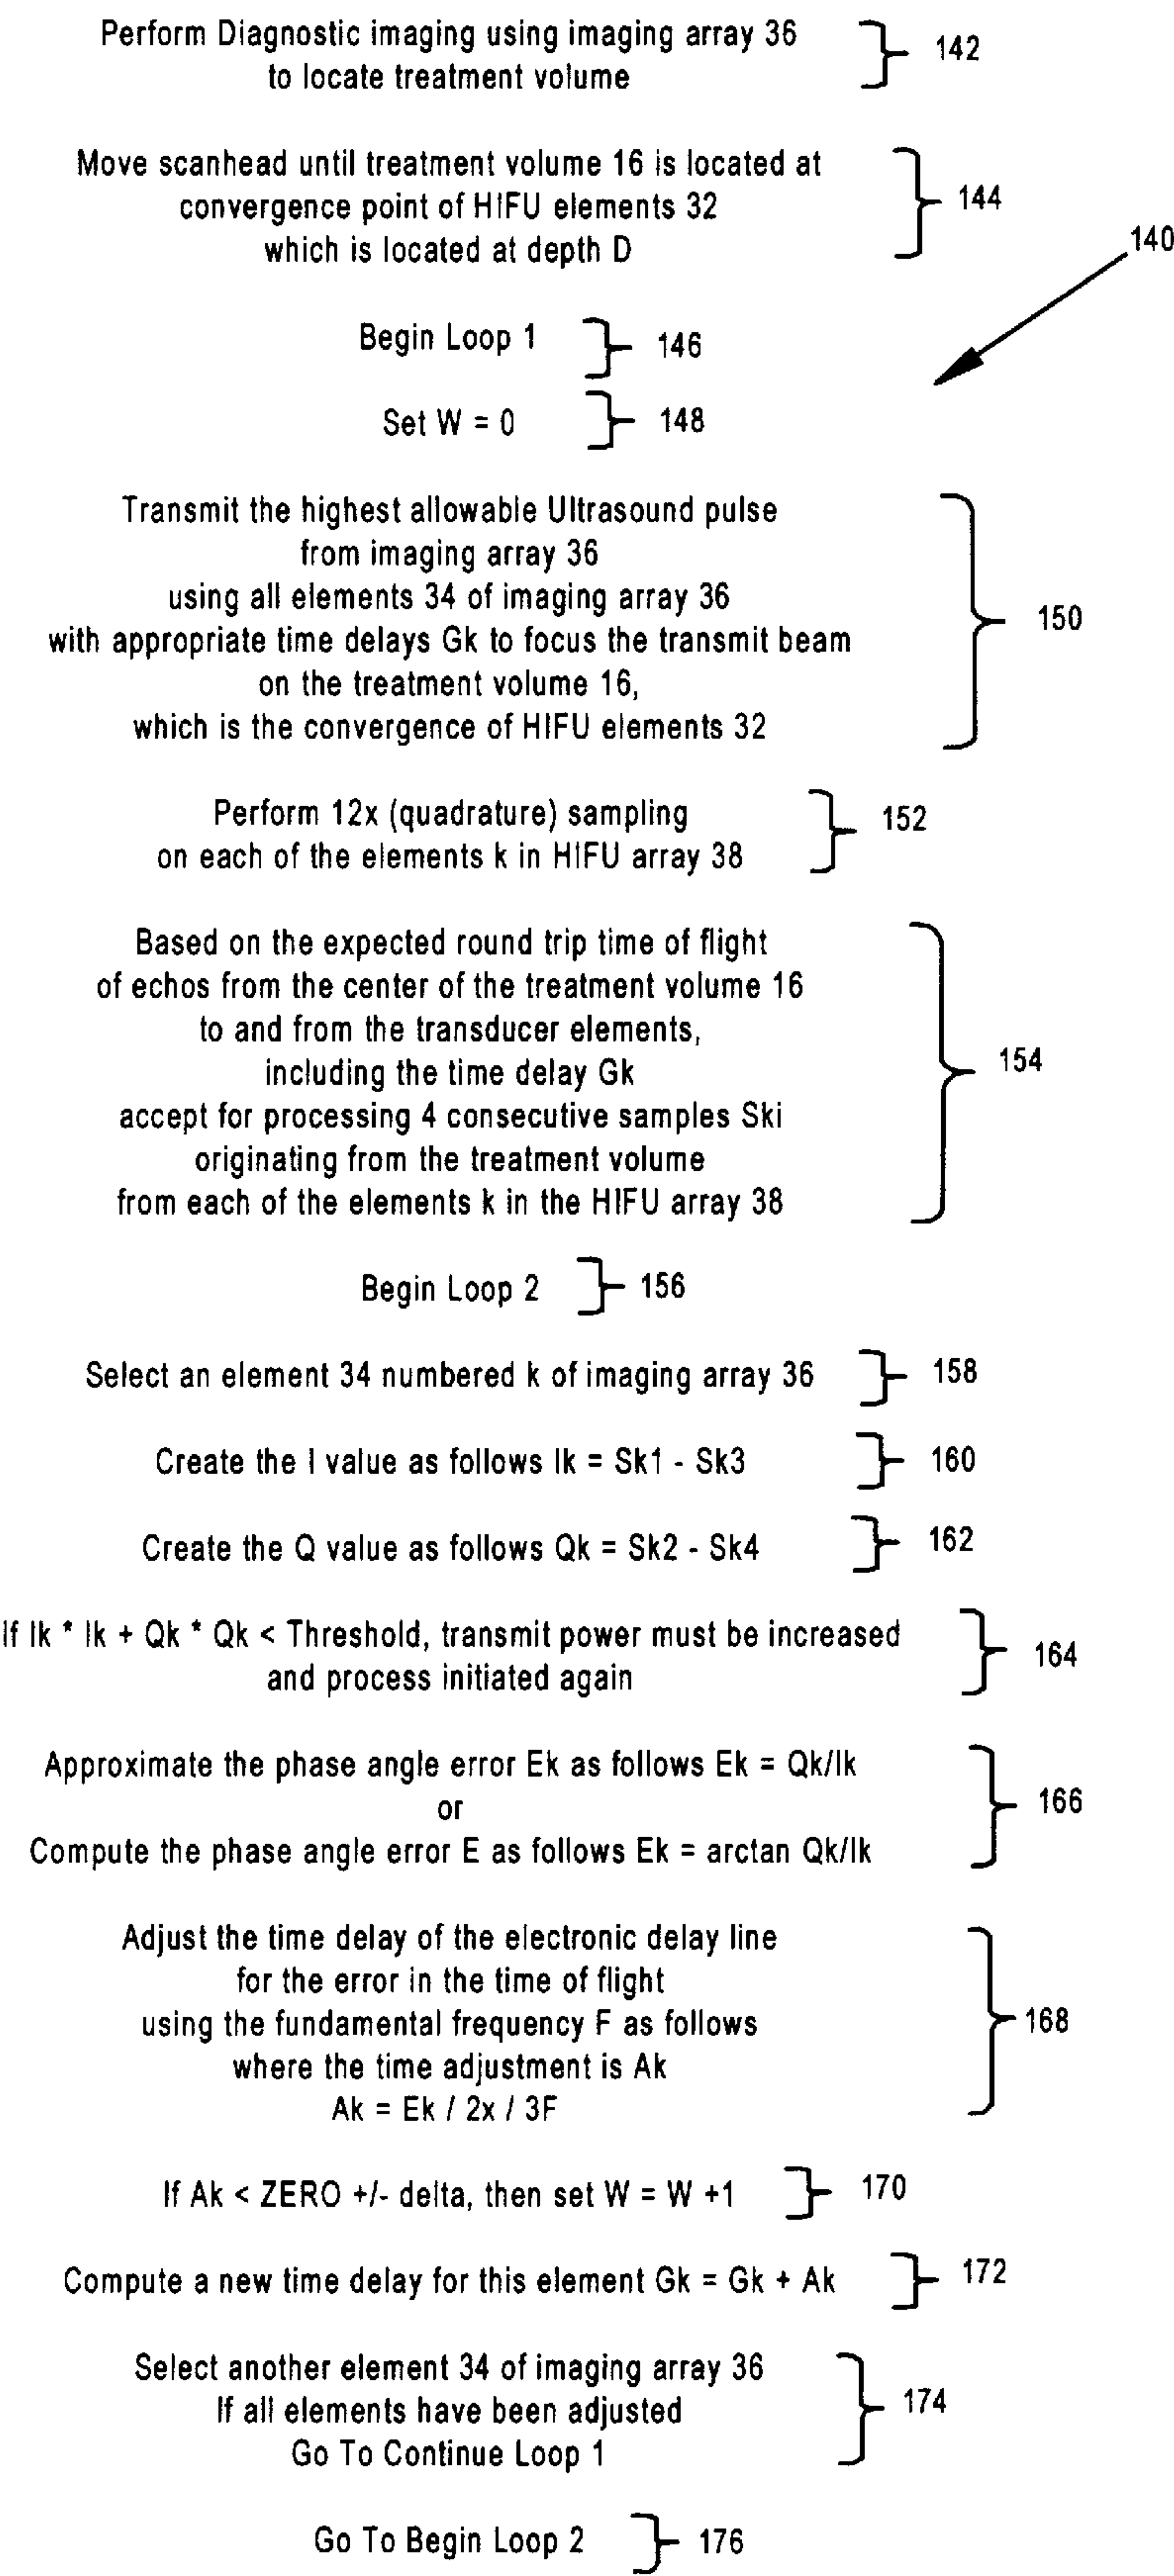 Perform Diagnostic imaging using imaging array 36
to locate treatment volume
142
Move scanhead until treatment volume 16 is located at
convergence point of HIFU elements 32
which is located at depth D
144
140
Begin Loop 1
146
Set W = 0
148
Transmit the highest allowable Ultrasound pulse
from imaging array 36
using all elements 34 of imaging array 36
with appropriate time delays Gk to focus the transmit beam
on the treatment volume 16,
which is the convergence of HIFU elements 32
150
Perform 12x (quadrature) sampling
on each of the elements k in HIFU array 38
152
Based on the expected round trip time of flight
of echos from the center of the treatment volume 16
to and from the transducer elements,
including the time delay Gk
accept for processing 4 consecutive samples Ski
originating from the treatment volume
from each of the elements k in the HIFU array 38
154
Begin Loop 2
156
Select an element 34 numbered k of imaging array 36
158
Create the I value as follows Ik = Sk1 - Sk3
160
Create the Q value as follows Qk = Sk2 - Sk4
162
If Ik * Ik + Qk * Qk < Threshold, transmit power must be increased
and process initiated again
164
Approximate the phase angle error Ek as follows Ek = Qk/Ik
or
Compute the phase angle error E as follows Ek = arctan Qk/Ik
166
Adjust the time delay of the electronic delay line
for the error in the time of flight
using the fundamental frequency F as follows
where the time adjustment is Ak
Ak = Ek / 2x / 3F
168
If Ak < ZERO +/- delta, then set W = W +1
170
Compute a new time delay for this element Gk = Gk + Ak
172
Select another element 34 of imaging array 36
If all elements have been adjusted
Go To Continue Loop 1
174
Go To Begin Loop 2
176